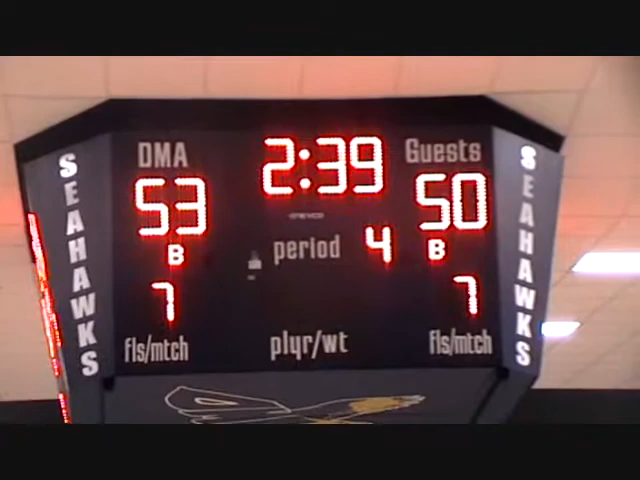 DMA 2:39 Guests
53 50
B period 4 B
7 7
fls/mtch plyr/wt fls/mtch
SEAHAWKS
SEAHAWKS